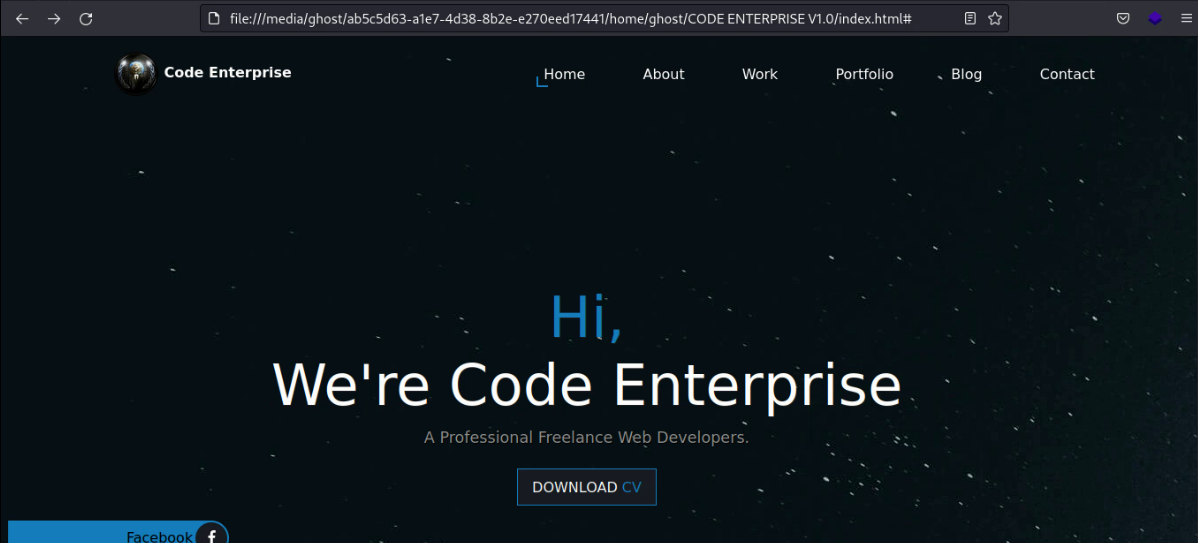 file:///media/ghost/ab5c5d63-a1e7-4d38-8b2e-e270eed17441/home/ghost/CODE ENTERPRISE V1.0/index.html#
Code Enterprise Home About Work Portfolio Blog Contact
Hi,
We're Code Enterprise
A Professional Freelance Web Developers.
DOWNLOAD CV
Facebook